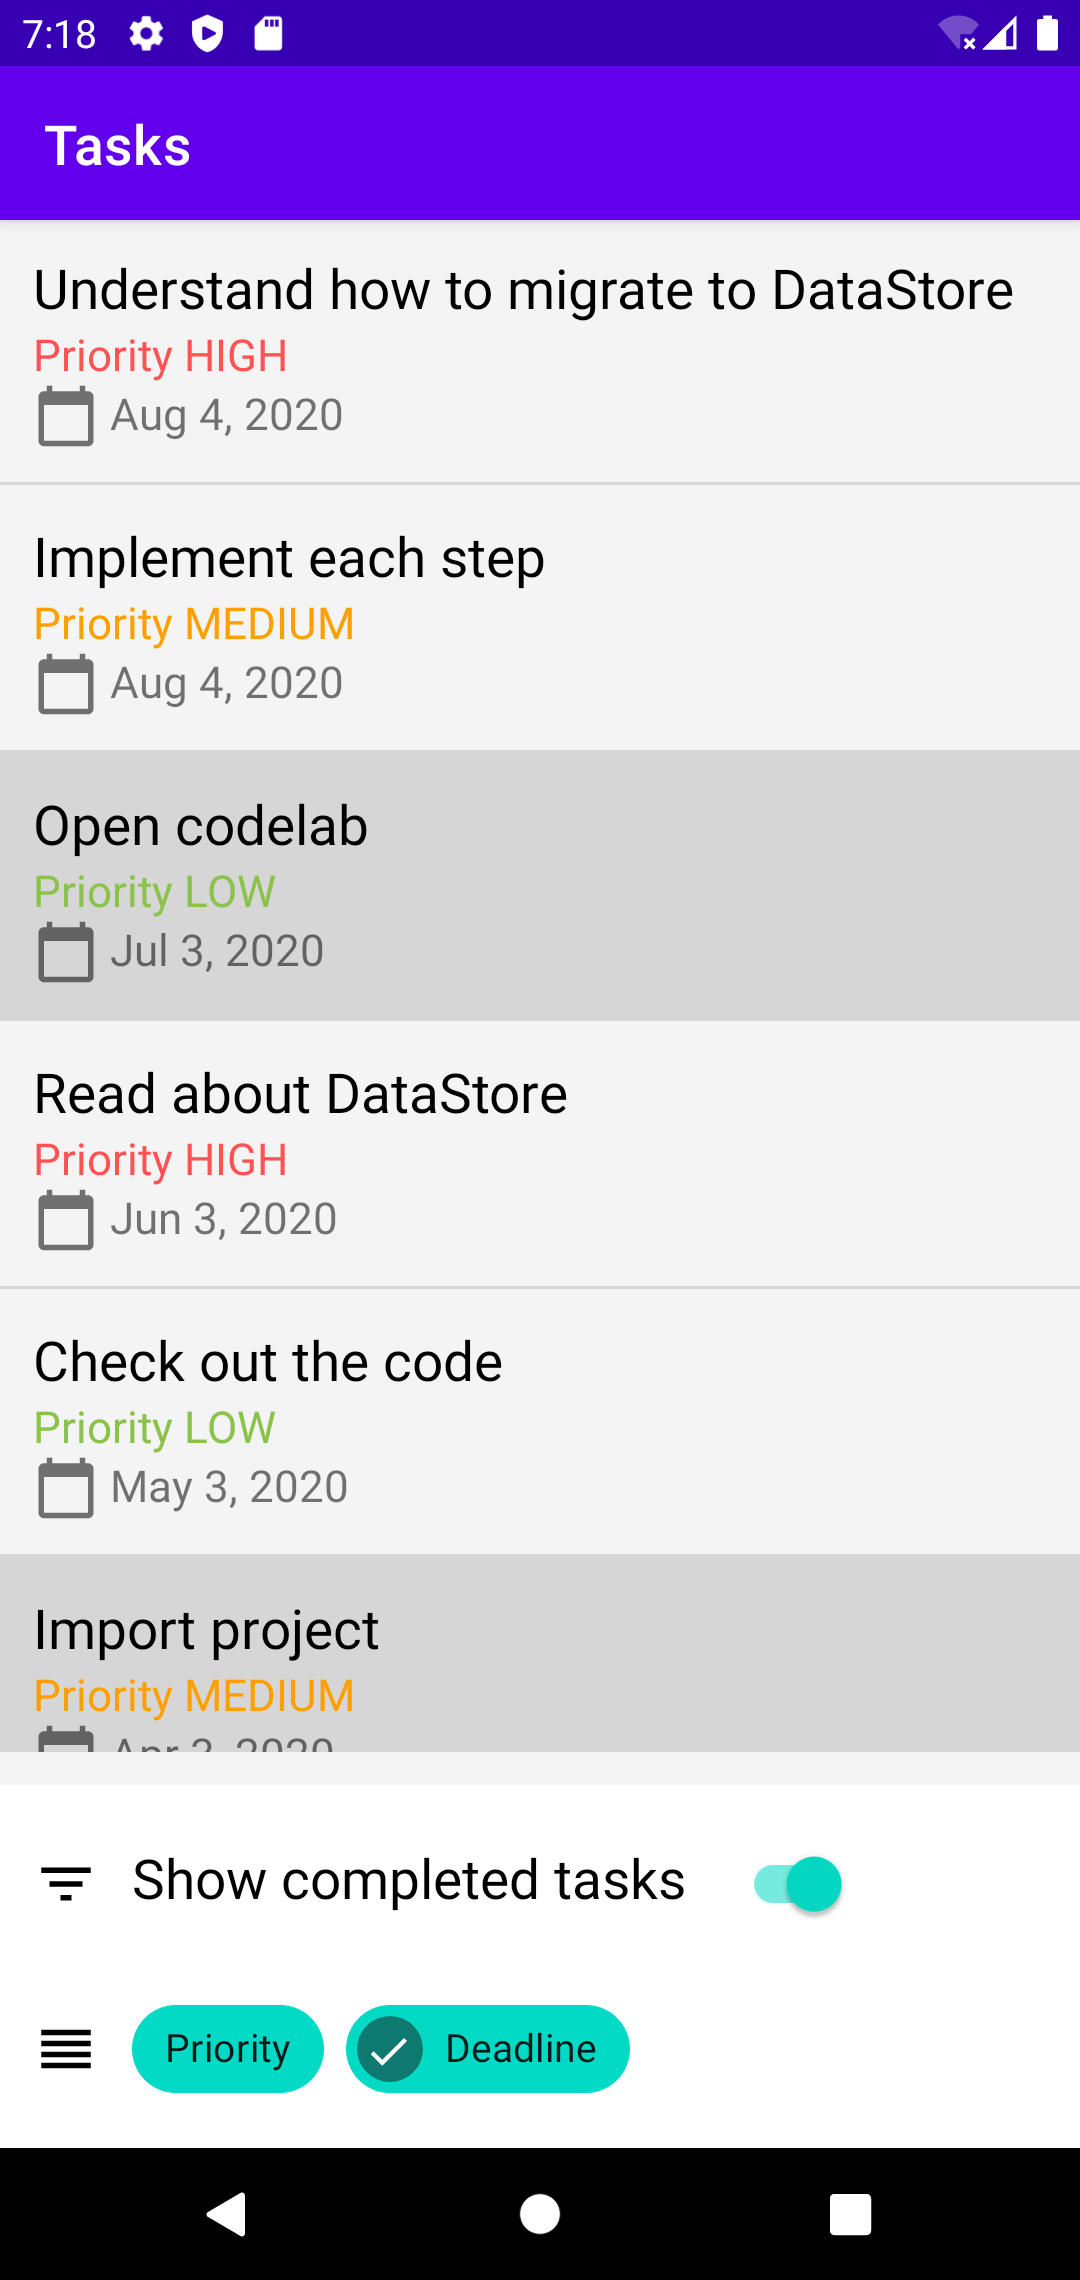 7:18
Tasks
Understand how to migrate to DataStore
Priority HIGH
Aug 4, 2020
Implement each step
Priority MEDIUM
Aug 4, 2020
Open codelab
Priority LOW
Jul 3, 2020
Read about DataStore
Priority HIGH
Jun 3, 2020
Check out the code
Priority LOW
May 3, 2020
Import project
Priority MEDIUM
Show completed tasks
Priority Deadline